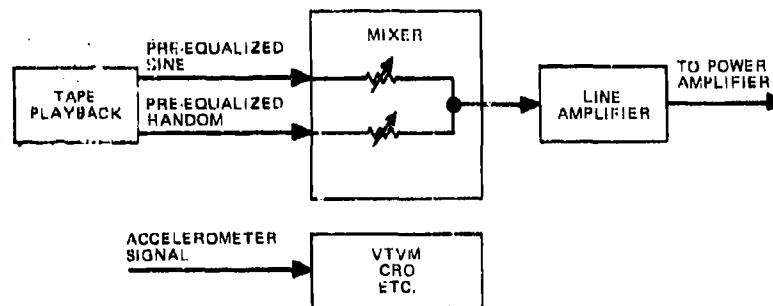 PRE-EQUALIZED
SINE
MIXER
TAPE
PLAYBACK
PRE-EQUALIZED
HANDOM
LINE
AMPLIFIER
TO POWER
AMPLIFIER
ACCELEROMETER
SIGNAL
VTVM
CRO
ETC.